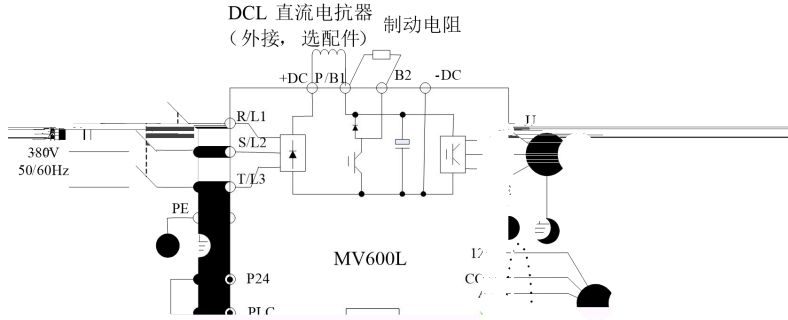 DCL 直流电抗器
（外接，选配件）
制动电阻
+DC P/B1 B2 -DC
R/L1
S/L2
T/L3
380V
50/60Hz
PE
U
MV600L
P24
PLC